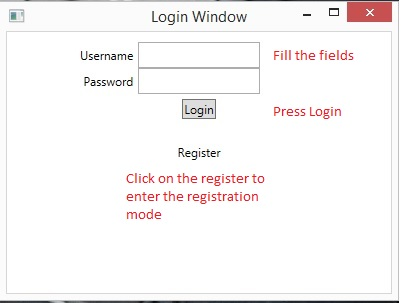 Login Window
Username
Fill the fields
Password
Login
Press Login
Register
Click on the register to
enter the registration
mode